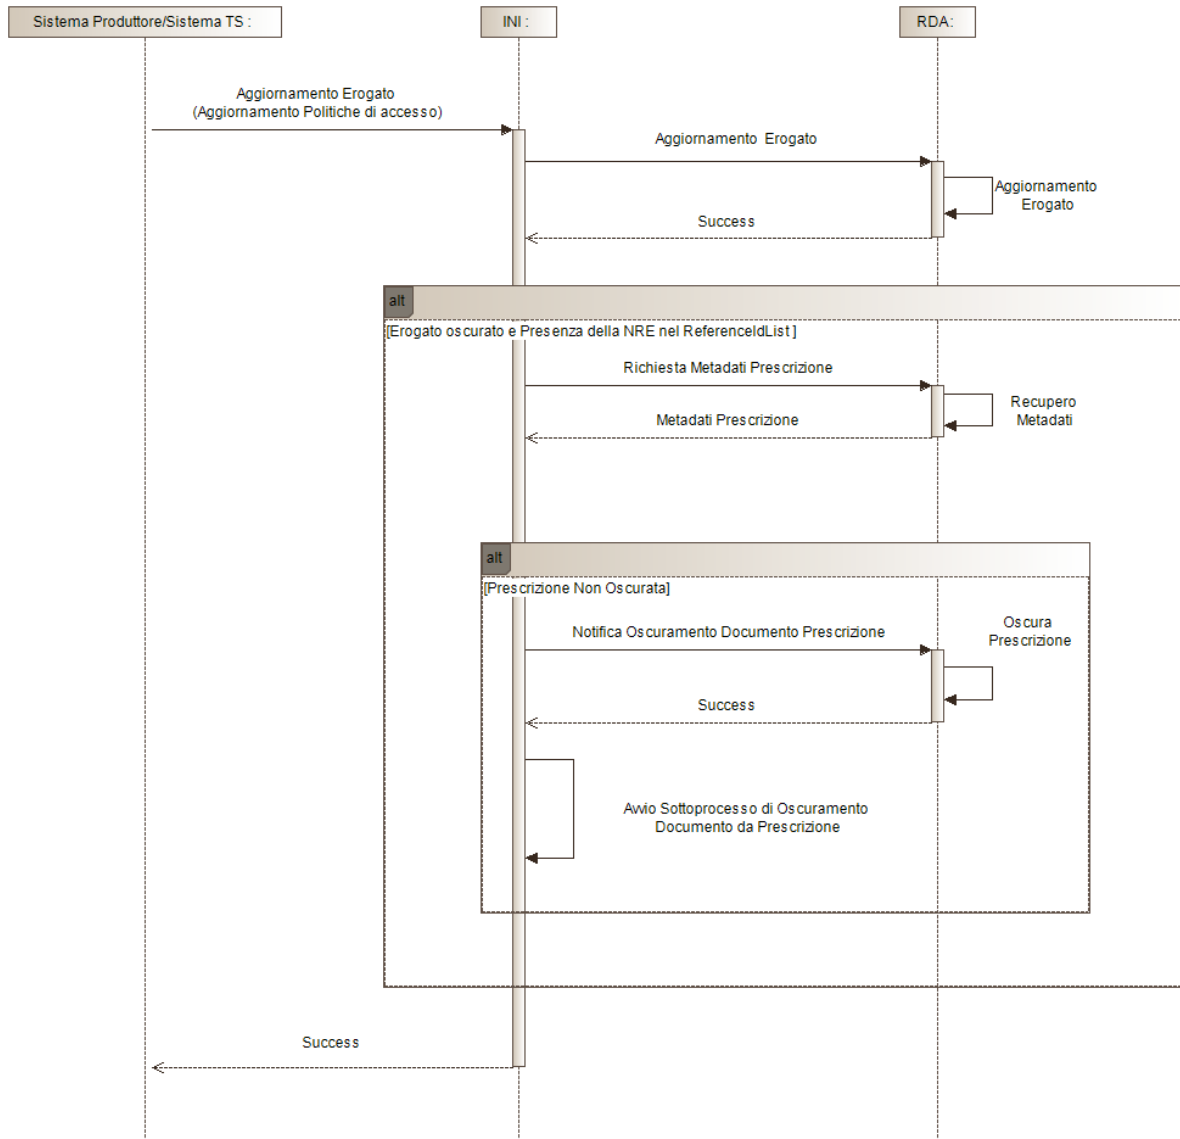 Sistema Produttore/Sistema TS :
INI :
RDA:
Aggiornamento Erogato
(Aggiornamento Politiche di accesso)
Aggiornamento Erogato
Aggiornamento
Erogato
Success
alt
[Erogato oscurato e Presenza della NRE nel ReferenceIdList ]
Richiesta Metadati Prescrizione
Recupero
Metadati
Metadati Prescrizione
alt
[Prescrizione Non Oscurata]
Notifica Oscuramento Documento Prescrizione
Oscura
Prescrizione
Success
Avvio Sottoprocesso di Oscuramento
Documento da Prescrizione
Success